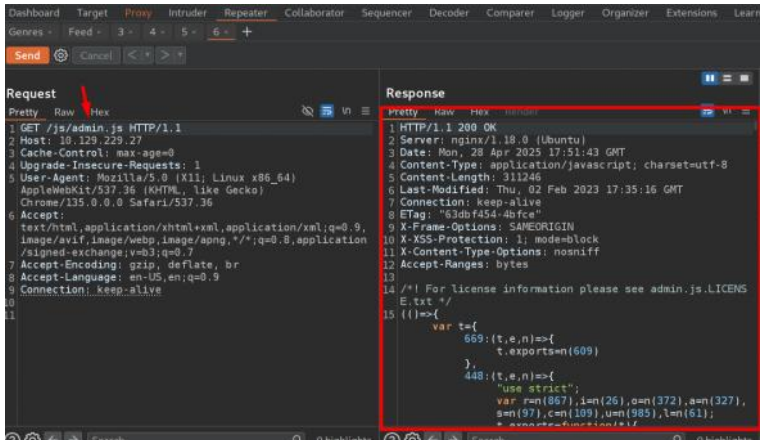 Dashboard Target Proxy Intruder Repeater Collaborator Sequencer Decoder Comparer Logger Organizer Extensions Learn
Genres Feed 3 4 5 6 +
Send Cancel < >
Request
Pretty Raw Hex
1 GET /js/admin.js HTTP/1.1
2 Host: 10.129.229.27
3 Cache-Control: max-age=0
4 Upgrade-Insecure-Requests: 1
5 User-Agent: Mozilla/5.0 (X11; Linux x86_64)
AppleWebKit/537.36 (KHTML, like Gecko)
Chrome/135.0.0.0 Safari/537.36
6 Accept:
text/html,application/xhtml+xml,application/xml;q=0.9,
image/avif,image/webp,image/apng,*/*;q=0.8,application
/signed-exchange;v=b3;q=0.7
7 Accept-Encoding: gzip, deflate, br
8 Accept-Language: en-US,en;q=0.9
9 Connection: keep-alive
10
11
Response
Pretty Raw Hex Render
1 HTTP/1.1 200 OK
2 Server: nginx/1.18.0 (Ubuntu)
3 Date: Mon, 28 Apr 2025 17:51:43 GMT
4 Content-Type: application/javascript; charset=utf-8
5 Content-Length: 311246
6 Last-Modified: Thu, 02 Feb 2023 17:35:16 GMT
7 Connection: keep-alive
8 ETag: "63dbf454-4bfce"
9 X-Frame-Options: SAMEORIGIN
10 X-XSS-Protection: 1; mode=block
11 X-Content-Type-Options: nosniff
12 Accept-Ranges: bytes
13
14 /*! For license information please see admin.js.LICENS
E.txt */
15 (()=>{
var t={
669:(t,e,n)=>{
t.exports=n(609)
},
448:(t,e,n)=>{
"use strict";
var r=n(867),i=n(26),o=n(372),a=n(327),
s=n(97),c=n(109),u=n(985),l=n(61);
t.exports=function(t){
Search 0 highlights
Search 0 highlights